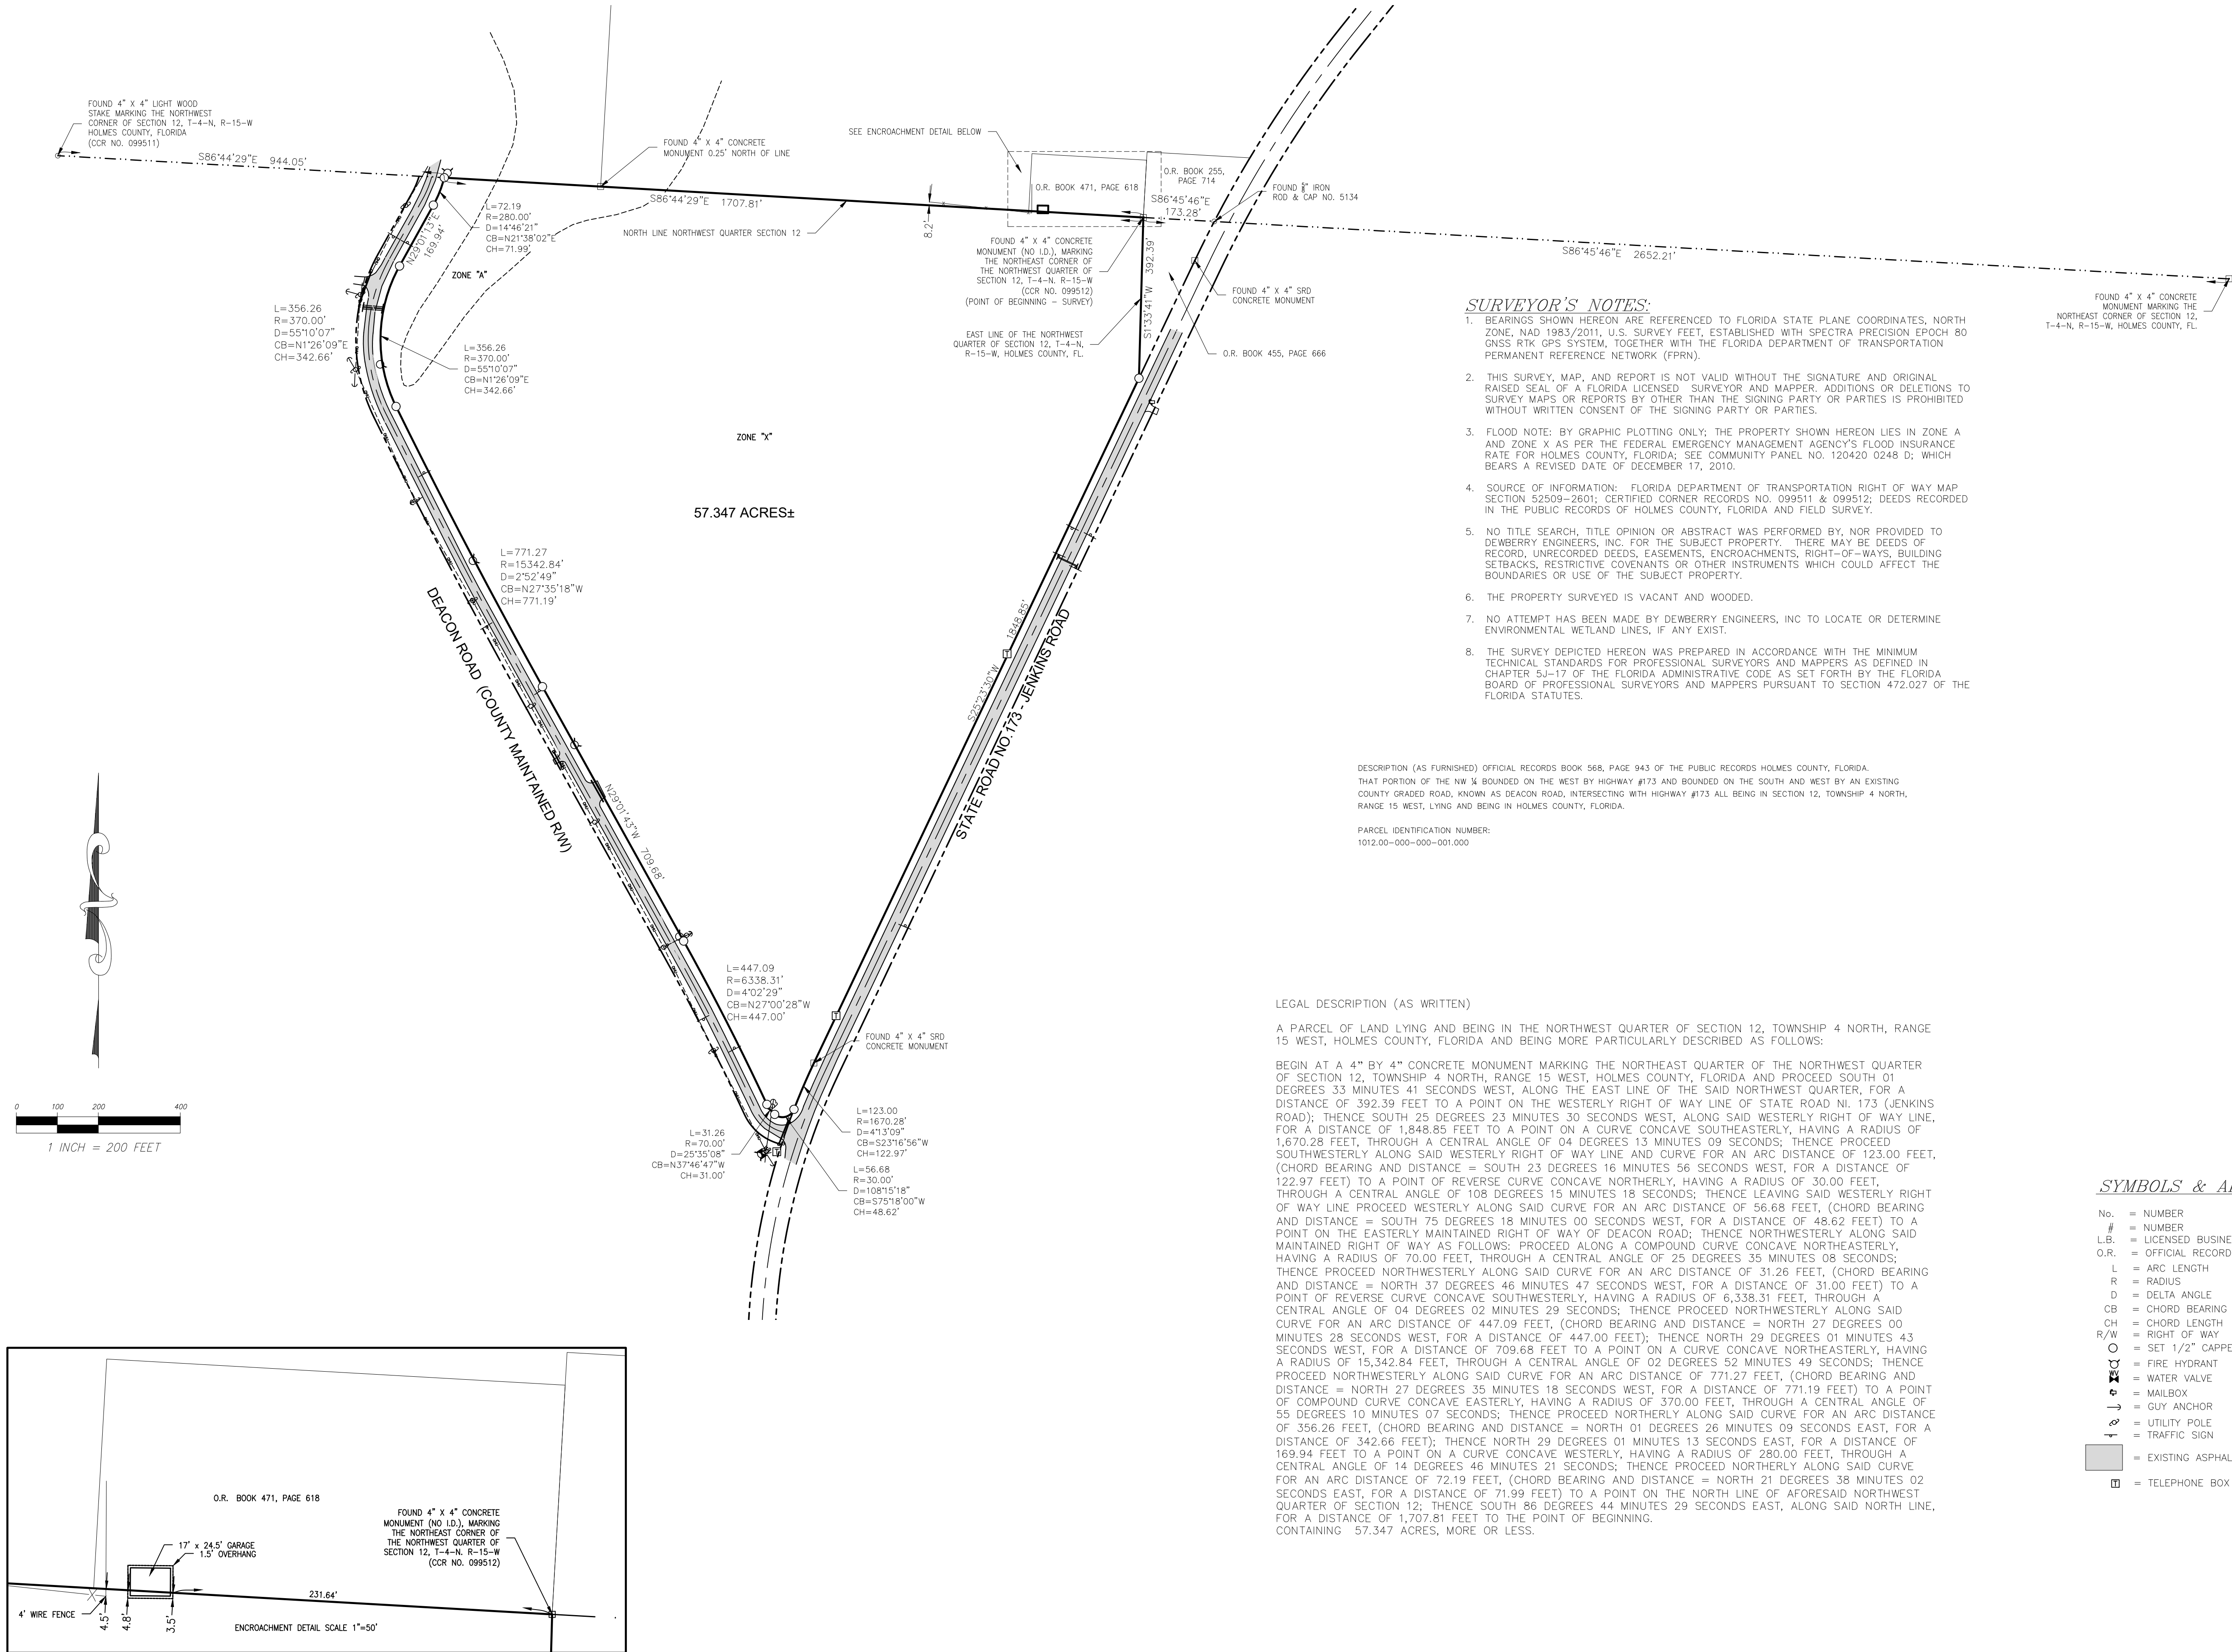 FOUND 4" X 4" LIGHT WOOD
STAKE MARKING THE NORTHWEST
CORNER OF SECTION 12, T-4-N, R-15-W
HOLMES COUNTY, FLORIDA
(CCR NO. 099511)
S86°44'29"E 944.05'
FOUND 4" X 4" CONCRETE
MONUMENT 0.25' NORTH OF LINE
SEE ENCROACHMENT DETAIL BELOW
O.R. BOOK 471, PAGE 618
O.R. BOOK 255,
PAGE 714
S86°45'46"E
173.28'
FOUND ⅝" IRON
ROD & CAP NO. 5134
S86°44'29"E 1707.81'
NORTH LINE NORTHWEST QUARTER SECTION 12
8.2'
L=72.19
R=280.00'
D=14°46'21"
CB=N21°38'02"E
CH=71.99'
N29°01'13"E
169.94'
ZONE "A"
FOUND 4" X 4" CONCRETE
MONUMENT (NO I.D.), MARKING
THE NORTHEAST CORNER OF
THE NORTHWEST QUARTER OF
SECTION 12, T-4-N. R-15-W
(CCR NO. 099512)
(POINT OF BEGINNING - SURVEY)
S1°33'41"W 392.39'
S86°45'46"E 2652.21'
FOUND 4" X 4" SRD
CONCRETE MONUMENT
FOUND 4" X 4" CONCRETE
MONUMENT MARKING THE
NORTHEAST CORNER OF SECTION 12,
T-4-N, R-15-W, HOLMES COUNTY, FL.
L=356.26
R=370.00'
D=55°10'07"
CB=N1°26'09"E
CH=342.66'
L=356.26
R=370.00'
D=55°10'07"
CB=N1°26'09"E
CH=342.66'
EAST LINE OF THE NORTHWEST
QUARTER OF SECTION 12, T-4-N,
R-15-W, HOLMES COUNTY, FL.
O.R. BOOK 455, PAGE 666
ZONE "X"
57.347 ACRES±
L=771.27
R=15342.84'
D=2°52'49"
CB=N27°35'18"W
CH=771.19'
DEACON ROAD (COUNTY MAINTAINED R/W)
N29°01'43"W 709.68'
S25°23'30"W 1848.85'
STATE ROAD NO.173 - JENKINS ROAD
L=447.09
R=6338.31'
D=4°02'29"
CB=N27°00'28"W
CH=447.00'
FOUND 4" X 4" SRD
CONCRETE MONUMENT
L=31.26
R=70.00'
D=25°35'08"
CB=N37°46'47"W
CH=31.00'
L=123.00
R=1670.28'
D=4°13'09"
CB=S23°16'56"W
CH=122.97'
L=56.68
R=30.00'
D=108°15'18"
CB=S75°18'00"W
CH=48.62'
0 100 200 400
1 INCH = 200 FEET
SURVEYOR'S NOTES:
1. BEARINGS SHOWN HEREON ARE REFERENCED TO FLORIDA STATE PLANE COORDINATES, NORTH
ZONE, NAD 1983/2011, U.S. SURVEY FEET, ESTABLISHED WITH SPECTRA PRECISION EPOCH 80
GNSS RTK GPS SYSTEM, TOGETHER WITH THE FLORIDA DEPARTMENT OF TRANSPORTATION
PERMANENT REFERENCE NETWORK (FPRN).
2. THIS SURVEY, MAP, AND REPORT IS NOT VALID WITHOUT THE SIGNATURE AND ORIGINAL
RAISED SEAL OF A FLORIDA LICENSED SURVEYOR AND MAPPER. ADDITIONS OR DELETIONS TO
SURVEY MAPS OR REPORTS BY OTHER THAN THE SIGNING PARTY OR PARTIES IS PROHIBITED
WITHOUT WRITTEN CONSENT OF THE SIGNING PARTY OR PARTIES.
3. FLOOD NOTE: BY GRAPHIC PLOTTING ONLY; THE PROPERTY SHOWN HEREON LIES IN ZONE A
AND ZONE X AS PER THE FEDERAL EMERGENCY MANAGEMENT AGENCY'S FLOOD INSURANCE
RATE FOR HOLMES COUNTY, FLORIDA; SEE COMMUNITY PANEL NO. 120420 0248 D; WHICH
BEARS A REVISED DATE OF DECEMBER 17, 2010.
4. SOURCE OF INFORMATION: FLORIDA DEPARTMENT OF TRANSPORTATION RIGHT OF WAY MAP
SECTION 52509-2601; CERTIFIED CORNER RECORDS NO. 099511 & 099512; DEEDS RECORDED
IN THE PUBLIC RECORDS OF HOLMES COUNTY, FLORIDA AND FIELD SURVEY.
5. NO TITLE SEARCH, TITLE OPINION OR ABSTRACT WAS PERFORMED BY, NOR PROVIDED TO
DEWBERRY ENGINEERS, INC. FOR THE SUBJECT PROPERTY. THERE MAY BE DEEDS OF
RECORD, UNRECORDED DEEDS, EASEMENTS, ENCROACHMENTS, RIGHT-OF-WAYS, BUILDING
SETBACKS, RESTRICTIVE COVENANTS OR OTHER INSTRUMENTS WHICH COULD AFFECT THE
BOUNDARIES OR USE OF THE SUBJECT PROPERTY.
6. THE PROPERTY SURVEYED IS VACANT AND WOODED.
7. NO ATTEMPT HAS BEEN MADE BY DEWBERRY ENGINEERS, INC TO LOCATE OR DETERMINE
ENVIRONMENTAL WETLAND LINES, IF ANY EXIST.
8. THE SURVEY DEPICTED HEREON WAS PREPARED IN ACCORDANCE WITH THE MINIMUM
TECHNICAL STANDARDS FOR PROFESSIONAL SURVEYORS AND MAPPERS AS DEFINED IN
CHAPTER 5J-17 OF THE FLORIDA ADMINISTRATIVE CODE AS SET FORTH BY THE FLORIDA
BOARD OF PROFESSIONAL SURVEYORS AND MAPPERS PURSUANT TO SECTION 472.027 OF THE
FLORIDA STATUTES.
DESCRIPTION (AS FURNISHED) OFFICIAL RECORDS BOOK 568, PAGE 943 OF THE PUBLIC RECORDS HOLMES COUNTY, FLORIDA.
THAT PORTION OF THE NW ¼ BOUNDED ON THE WEST BY HIGHWAY #173 AND BOUNDED ON THE SOUTH AND WEST BY AN EXISTING
COUNTY GRADED ROAD, KNOWN AS DEACON ROAD, INTERSECTING WITH HIGHWAY #173 ALL BEING IN SECTION 12, TOWNSHIP 4 NORTH,
RANGE 15 WEST, LYING AND BEING IN HOLMES COUNTY, FLORIDA.
PARCEL IDENTIFICATION NUMBER:
1012.00-000-000-001.000
LEGAL DESCRIPTION (AS WRITTEN)
A PARCEL OF LAND LYING AND BEING IN THE NORTHWEST QUARTER OF SECTION 12, TOWNSHIP 4 NORTH, RANGE
15 WEST, HOLMES COUNTY, FLORIDA AND BEING MORE PARTICULARLY DESCRIBED AS FOLLOWS:
BEGIN AT A 4" BY 4" CONCRETE MONUMENT MARKING THE NORTHEAST QUARTER OF THE NORTHWEST QUARTER
OF SECTION 12, TOWNSHIP 4 NORTH, RANGE 15 WEST, HOLMES COUNTY, FLORIDA AND PROCEED SOUTH 01
DEGREES 33 MINUTES 41 SECONDS WEST, ALONG THE EAST LINE OF THE SAID NORTHWEST QUARTER, FOR A
DISTANCE OF 392.39 FEET TO A POINT ON THE WESTERLY RIGHT OF WAY LINE OF STATE ROAD NI. 173 (JENKINS
ROAD); THENCE SOUTH 25 DEGREES 23 MINUTES 30 SECONDS WEST, ALONG SAID WESTERLY RIGHT OF WAY LINE,
FOR A DISTANCE OF 1,848.85 FEET TO A POINT ON A CURVE CONCAVE SOUTHEASTERLY, HAVING A RADIUS OF
1,670.28 FEET, THROUGH A CENTRAL ANGLE OF 04 DEGREES 13 MINUTES 09 SECONDS; THENCE PROCEED
SOUTHWESTERLY ALONG SAID WESTERLY RIGHT OF WAY LINE AND CURVE FOR AN ARC DISTANCE OF 123.00 FEET,
(CHORD BEARING AND DISTANCE = SOUTH 23 DEGREES 16 MINUTES 56 SECONDS WEST, FOR A DISTANCE OF
122.97 FEET) TO A POINT OF REVERSE CURVE CONCAVE NORTHERLY, HAVING A RADIUS OF 30.00 FEET,
THROUGH A CENTRAL ANGLE OF 108 DEGREES 15 MINUTES 18 SECONDS; THENCE LEAVING SAID WESTERLY RIGHT
OF WAY LINE PROCEED WESTERLY ALONG SAID CURVE FOR AN ARC DISTANCE OF 56.68 FEET, (CHORD BEARING
AND DISTANCE = SOUTH 75 DEGREES 18 MINUTES 00 SECONDS WEST, FOR A DISTANCE OF 48.62 FEET) TO A
POINT ON THE EASTERLY MAINTAINED RIGHT OF WAY OF DEACON ROAD; THENCE NORTHWESTERLY ALONG SAID
MAINTAINED RIGHT OF WAY AS FOLLOWS: PROCEED ALONG A COMPOUND CURVE CONCAVE NORTHEASTERLY,
HAVING A RADIUS OF 70.00 FEET, THROUGH A CENTRAL ANGLE OF 25 DEGREES 35 MINUTES 08 SECONDS;
THENCE PROCEED NORTHWESTERLY ALONG SAID CURVE FOR AN ARC DISTANCE OF 31.26 FEET, (CHORD BEARING
AND DISTANCE = NORTH 37 DEGREES 46 MINUTES 47 SECONDS WEST, FOR A DISTANCE OF 31.00 FEET) TO A
POINT OF REVERSE CURVE CONCAVE SOUTHWESTERLY, HAVING A RADIUS OF 6,338.31 FEET, THROUGH A
CENTRAL ANGLE OF 04 DEGREES 02 MINUTES 29 SECONDS; THENCE PROCEED NORTHWESTERLY ALONG SAID
CURVE FOR AN ARC DISTANCE OF 447.09 FEET, (CHORD BEARING AND DISTANCE = NORTH 27 DEGREES 00
MINUTES 28 SECONDS WEST, FOR A DISTANCE OF 447.00 FEET); THENCE NORTH 29 DEGREES 01 MINUTES 43
SECONDS WEST, FOR A DISTANCE OF 709.68 FEET TO A POINT ON A CURVE CONCAVE NORTHEASTERLY, HAVING
A RADIUS OF 15,342.84 FEET, THROUGH A CENTRAL ANGLE OF 02 DEGREES 52 MINUTES 49 SECONDS; THENCE
PROCEED NORTHWESTERLY ALONG SAID CURVE FOR AN ARC DISTANCE OF 771.27 FEET, (CHORD BEARING AND
DISTANCE = NORTH 27 DEGREES 35 MINUTES 18 SECONDS WEST, FOR A DISTANCE OF 771.19 FEET) TO A POINT
OF COMPOUND CURVE CONCAVE EASTERLY, HAVING A RADIUS OF 370.00 FEET, THROUGH A CENTRAL ANGLE OF
55 DEGREES 10 MINUTES 07 SECONDS; THENCE PROCEED NORTHERLY ALONG SAID CURVE FOR AN ARC DISTANCE
OF 356.26 FEET, (CHORD BEARING AND DISTANCE = NORTH 01 DEGREES 26 MINUTES 09 SECONDS EAST, FOR A
DISTANCE OF 342.66 FEET); THENCE NORTH 29 DEGREES 01 MINUTES 13 SECONDS EAST, FOR A DISTANCE OF
169.94 FEET TO A POINT ON A CURVE CONCAVE WESTERLY, HAVING A RADIUS OF 280.00 FEET, THROUGH A
CENTRAL ANGLE OF 14 DEGREES 46 MINUTES 21 SECONDS; THENCE PROCEED NORTHERLY ALONG SAID CURVE
FOR AN ARC DISTANCE OF 72.19 FEET, (CHORD BEARING AND DISTANCE = NORTH 21 DEGREES 38 MINUTES 02
SECONDS EAST, FOR A DISTANCE OF 71.99 FEET) TO A POINT ON THE NORTH LINE OF AFORESAID NORTHWEST
QUARTER OF SECTION 12; THENCE SOUTH 86 DEGREES 44 MINUTES 29 SECONDS EAST, ALONG SAID NORTH LINE,
FOR A DISTANCE OF 1,707.81 FEET TO THE POINT OF BEGINNING.
CONTAINING 57.347 ACRES, MORE OR LESS.
SYMBOLS &
No. = NUMBER
# = NUMBER
L.B. = LICENSED
O.R. = OFFICIAL RECORD
L = ARC LENGTH
R = RADIUS
D = DELTA ANGLE
CB = CHORD BEARING
CH = CHORD LENGTH
R/W = RIGHT OF WAY
= SET 1/2"
= FIRE HYDRANT
WV = WATER VALVE
= MAILBOX
= GUY ANCHOR
= UTILITY POLE
= TRAFFIC SIGN
= EXISTING
T = TELEPHONE BOX
O.R. BOOK 471, PAGE 618
FOUND 4" X 4" CONCRETE
MONUMENT (NO I.D.), MARKING
THE NORTHEAST CORNER OF
THE NORTHWEST QUARTER OF
SECTION 12, T-4-N. R-15-W
(CCR NO. 099512)
17' x 24.5' GARAGE
1.5' OVERHANG
231.64'
4' WIRE FENCE
4.5'
4.8'
3.5'
ENCROACHMENT DETAIL SCALE 1"=50'